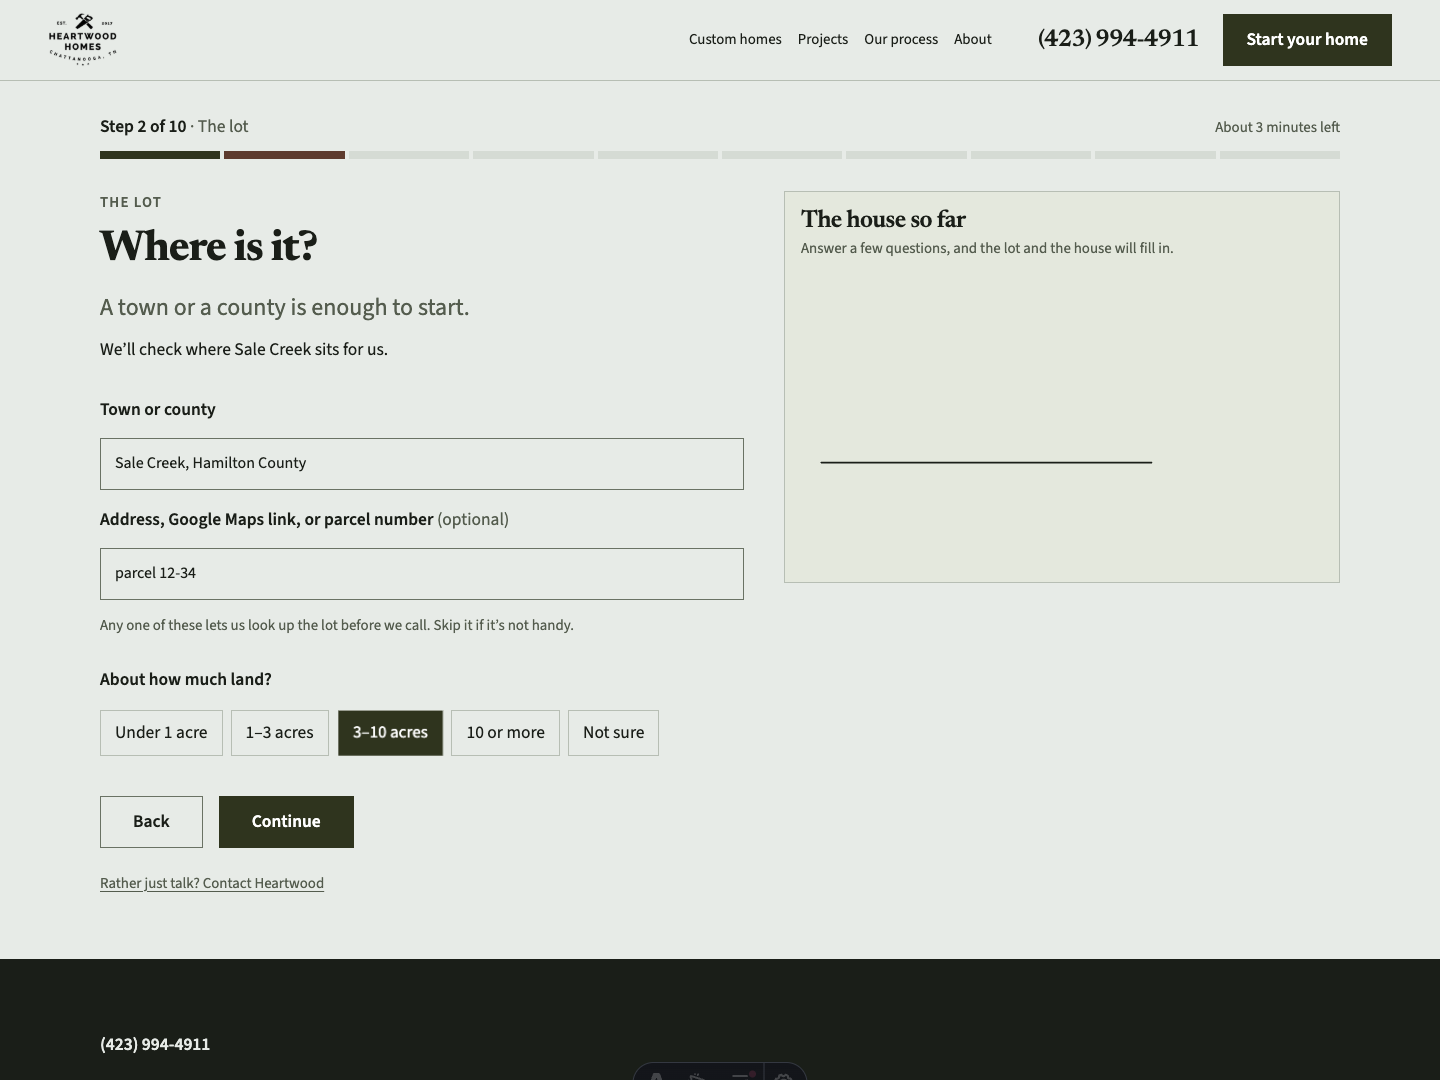 EST. 2017
HEARTWOOD
HOMES
CHATTANOOGA, TN
Custom homes
Projects
Our process
About
(423) 994-4911
Start your home
Step 2 of 10 · The lot
About 3 minutes left
THE LOT
Where is it?
A town or a county is enough to start.
We’ll check where Sale Creek sits for us.
Town or county
Sale Creek, Hamilton County
Address, Google Maps link, or parcel number (optional)
parcel 12-34
Any one of these lets us look up the lot before we call. Skip it if it’s not handy.
About how much land?
Under 1 acre
1–3 acres
3–10 acres
10 or more
Not sure
Back
Continue
Rather just talk? Contact Heartwood
The house so far
Answer a few questions, and the lot and the house will fill in.
(423) 994-4911